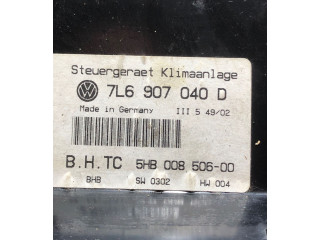 Steuergeraet Klimaanlage
7L6 907 040 D
Made in Germany III 5 49/02
B.H.TC 5HB 008 506-00
BHB SW 0302 HW 004